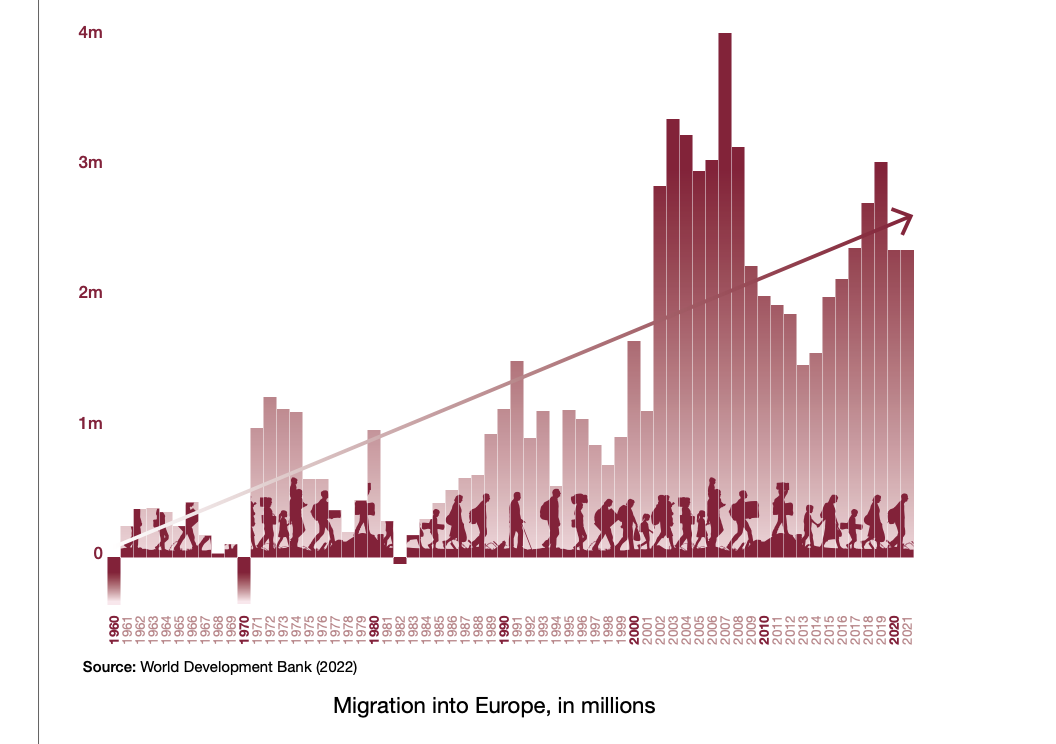 4m
3m
2m
1m
0
1960 1961 1962 1963 1964 1965 1966 1967 1968 1969 1970 1971 1972 1973 1974 1975 1976 1977 1978 1979 1980 1981 1982 1983 1984 1985 1986 1987 1988 1989 1990 1991 1992 1993 1994 1995 1996 1997 1998 1999 2000 2001 2002 2003 2004 2005 2006 2007 2008 2009 2010 2011 2012 2013 2014 2015 2016 2017 2018 2019 2020 2021
Source: World Development Bank (2022)
Migration into Europe, in millions